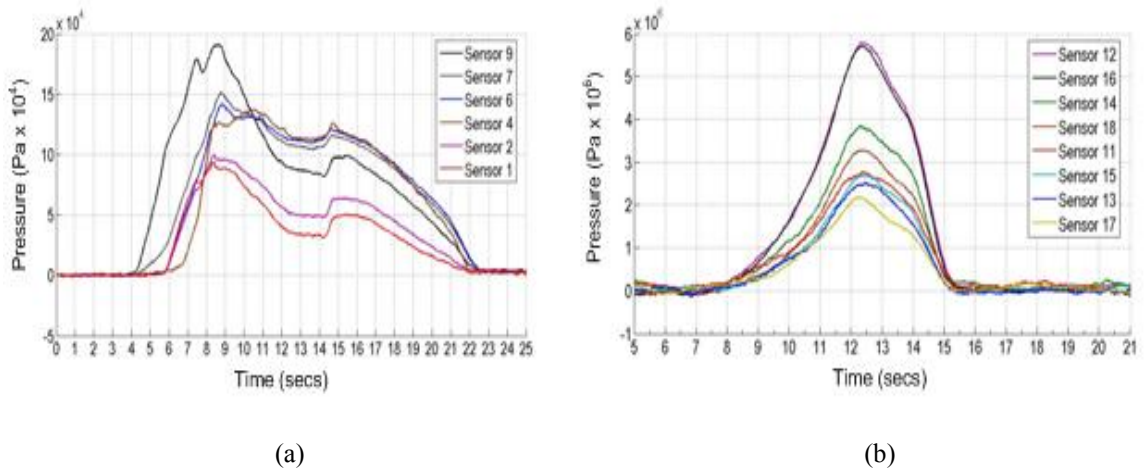 x 10⁴
20
15
10
5
0
-5
Pressure (Pa x 10⁴)
0 1 2 3 4 5 6 7 8 9 10 11 12 13 14 15 16 17 18 19 20 21 22 23 24 25
Time (secs)
Sensor 9
Sensor 7
Sensor 6
Sensor 4
Sensor 2
Sensor 1
(a)
6
5
4
3
2
1
0
-1
Pressure (Pa x 10⁶)
5 6 7 8 9 10 11 12 13 14 15 16 17 18 19 20 21
Time (secs)
Sensor 12
Sensor 16
Sensor 14
Sensor 18
Sensor 11
Sensor 15
Sensor 13
Sensor 17
(b)